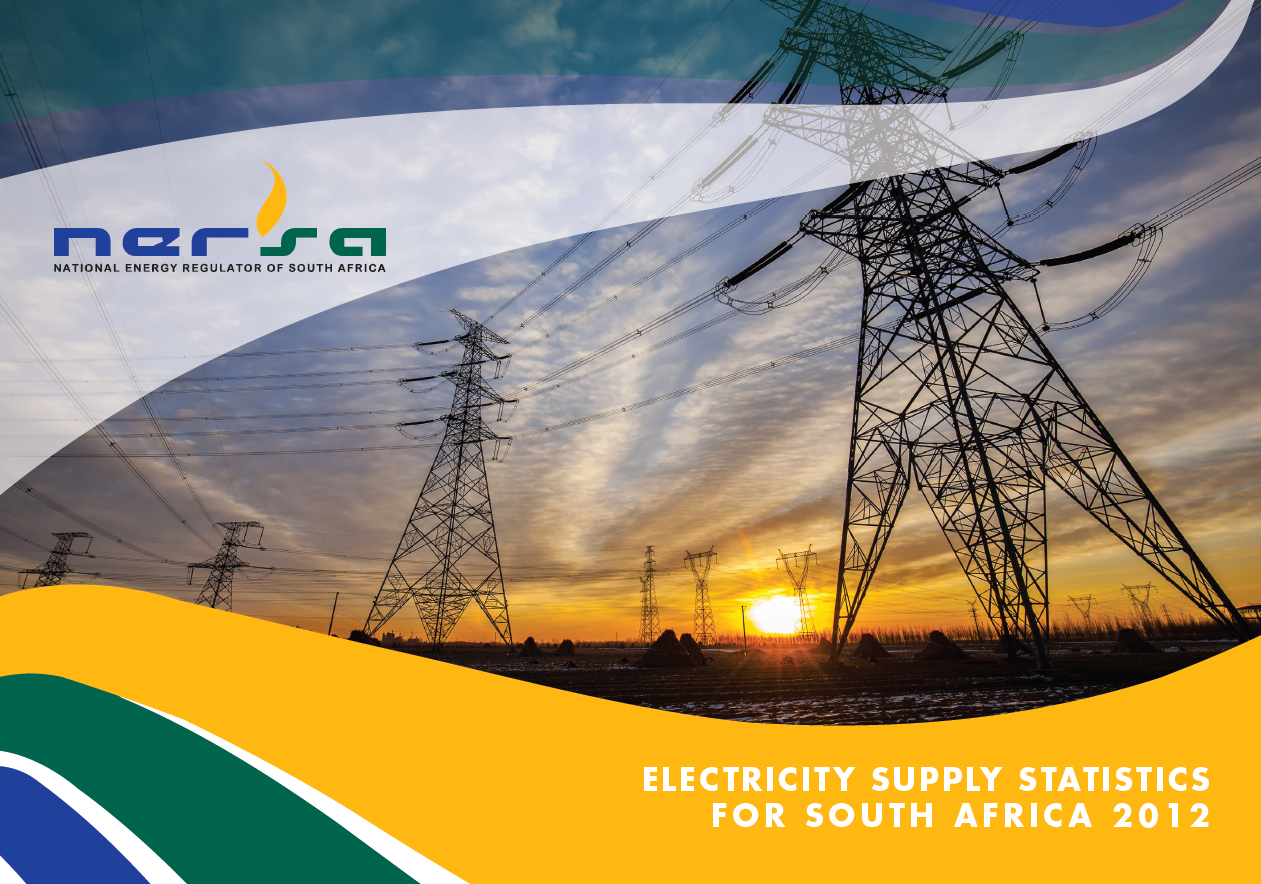 nersa
NATIONAL ENERGY REGULATOR OF SOUTH AFRICA
ELECTRICITY SUPPLY STATISTICS
FOR SOUTH AFRICA 2012